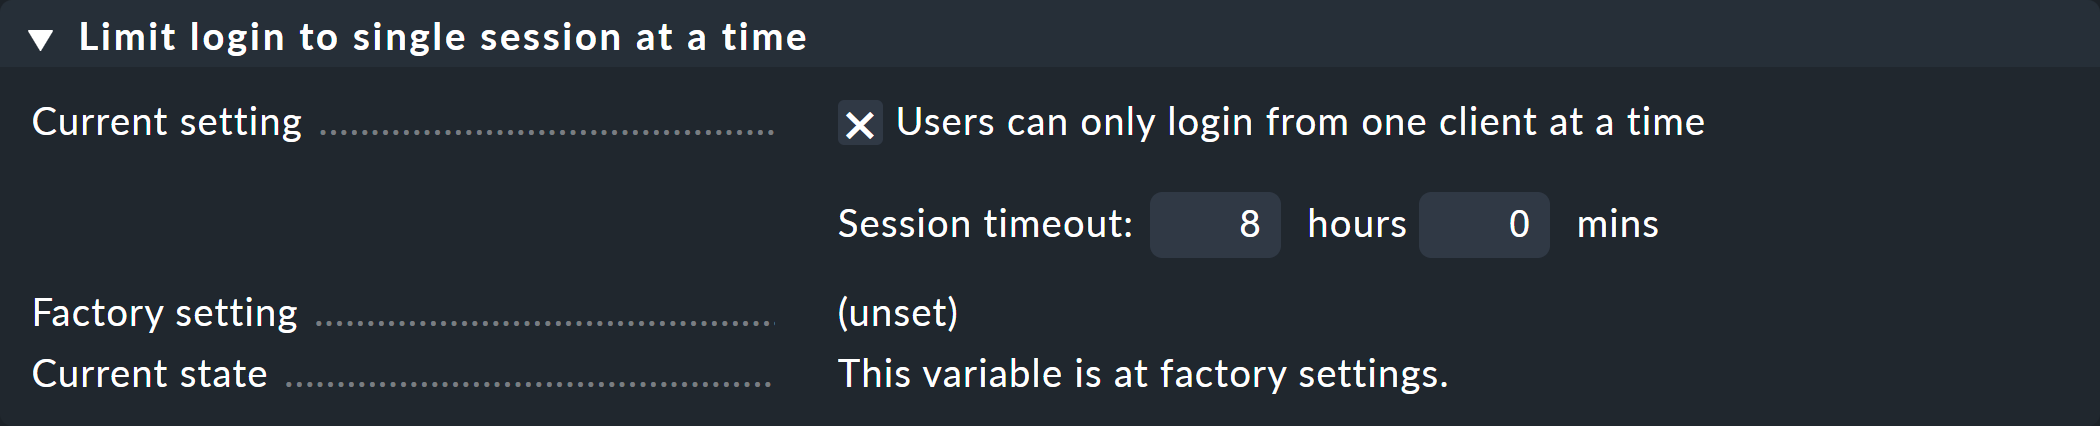 Limit login to single session at a time
Current setting Users can only login from one client at a time
Session timeout: 8 hours 0 mins
Factory setting (unset)
Current state This variable is at factory settings.